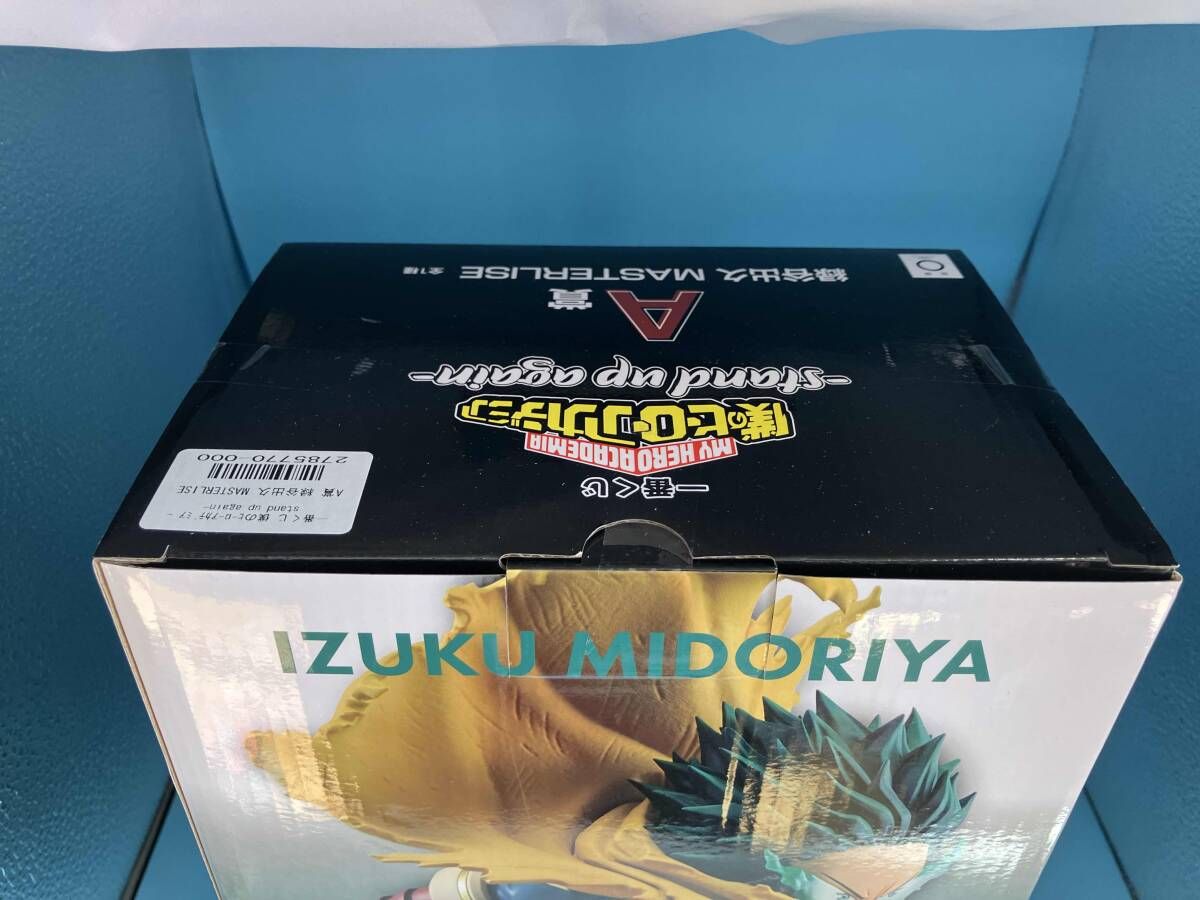 一番くじ
MY HERO ACADEMIA
僕のヒーローアカデミア
-stand up again-
A賞
緑谷出久 MASTERLISE 全1種
一番くじ 僕のﾋｰﾛｰｱｶﾃﾞﾐｱ -
stand up again-
A賞 緑谷出久 MASTERLISE
2785770-000
IZUKU MIDORIYA